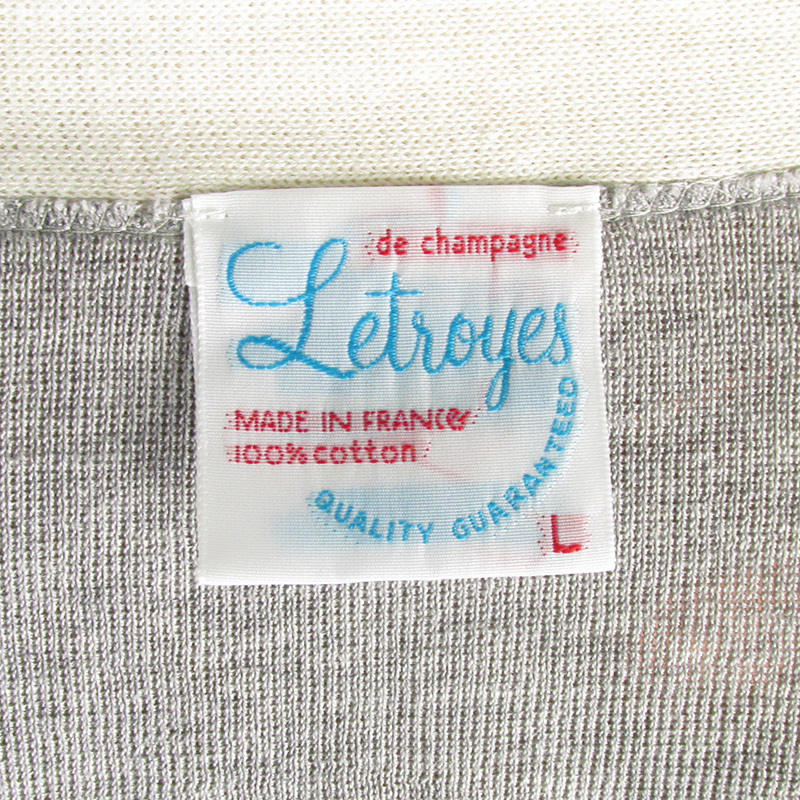 de champagne
Letroyes
MADE IN FRANCE
100% cotton
QUALITY GUARANTEED
L